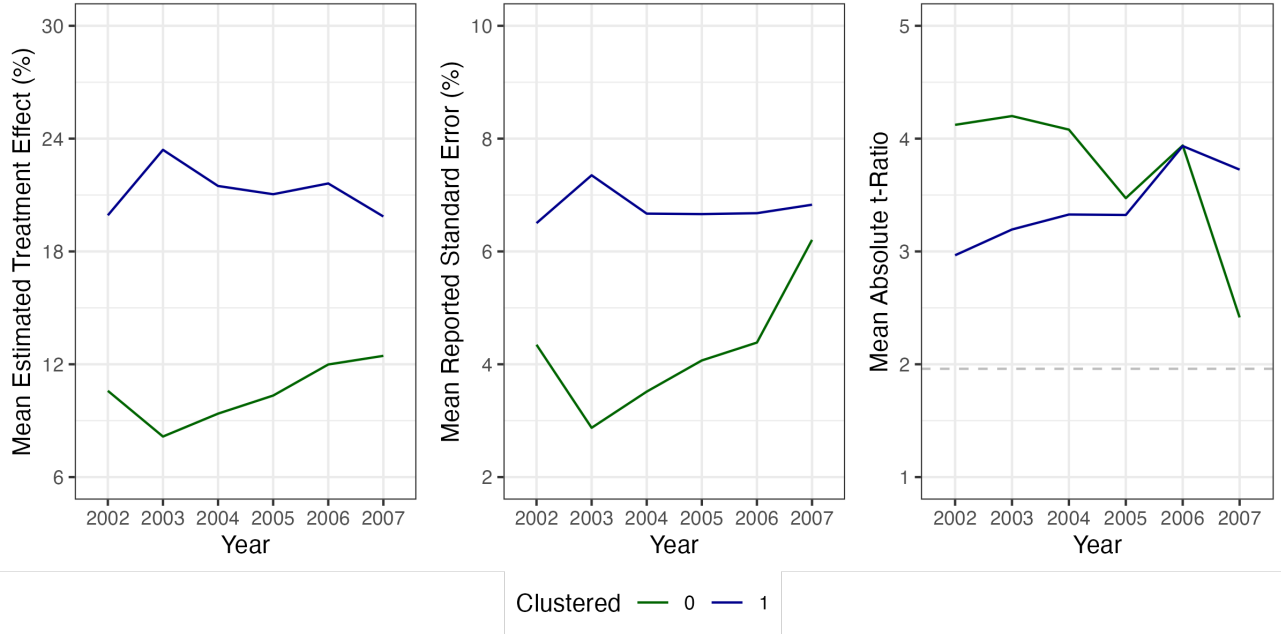 Mean Estimated Treatment Effect (%)
30
24
18
12
6
2002 2003 2004 2005 2006 2007
Year
Mean Reported Standard Error (%)
10
8
6
4
2
2002 2003 2004 2005 2006 2007
Year
Mean Absolute t-Ratio
5
4
3
2
1
2002 2003 2004 2005 2006 2007
Year
Clustered 0 1